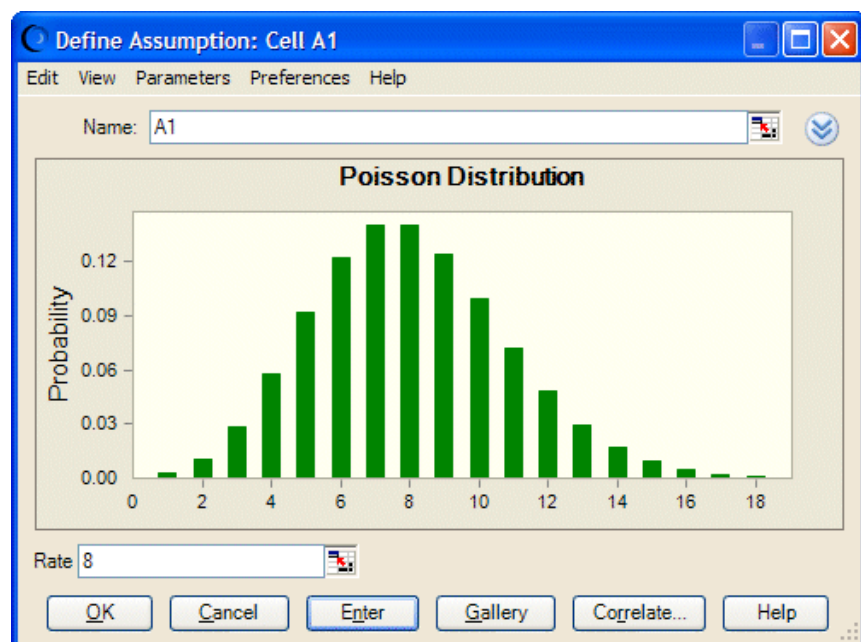 Define Assumption: Cell A1
Edit View Parameters Preferences Help
Name: A1
Poisson Distribution
Probability
0.12
0.09
0.06
0.03
0.00
0 2 4 6 8 10 12 14 16 18
Rate 8
OK Cancel Enter Gallery Correlate... Help